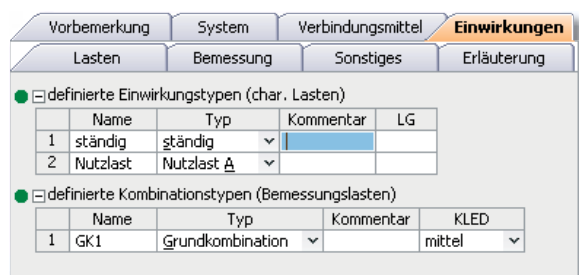 Vorbemerkung System Verbindungsmittel Einwirkungen
Lasten Bemessung Sonstiges Erläuterung
definierte Einwirkungstypen (char. Lasten)
Name Typ Kommentar LG
1 ständig ständig
2 Nutzlast Nutzlast A
definierte Kombinationstypen (Bemessungslasten)
Name Typ Kommentar KLED
1 GK1 Grundkombination mittel